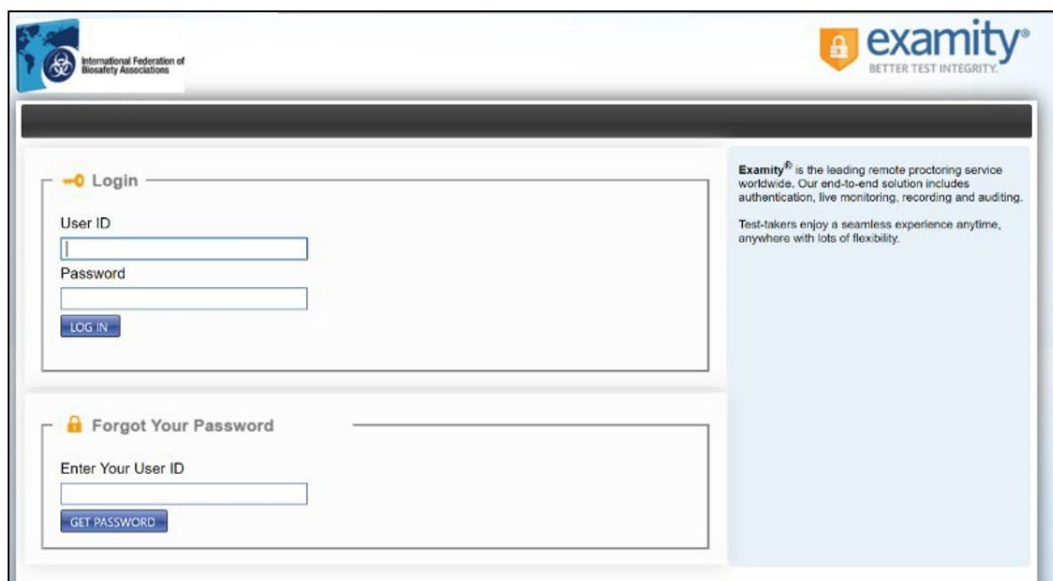 International Federation of
Biosafety Associations
examity®
BETTER TEST INTEGRITY.
Login
User ID
Password
LOG IN
Examity® is the leading remote proctoring service
worldwide. Our end-to-end solution includes
authentication, live monitoring, recording and auditing.
Test-takers enjoy a seamless experience anytime,
anywhere with lots of flexibility.
Forgot Your Password
Enter Your User ID
GET PASSWORD